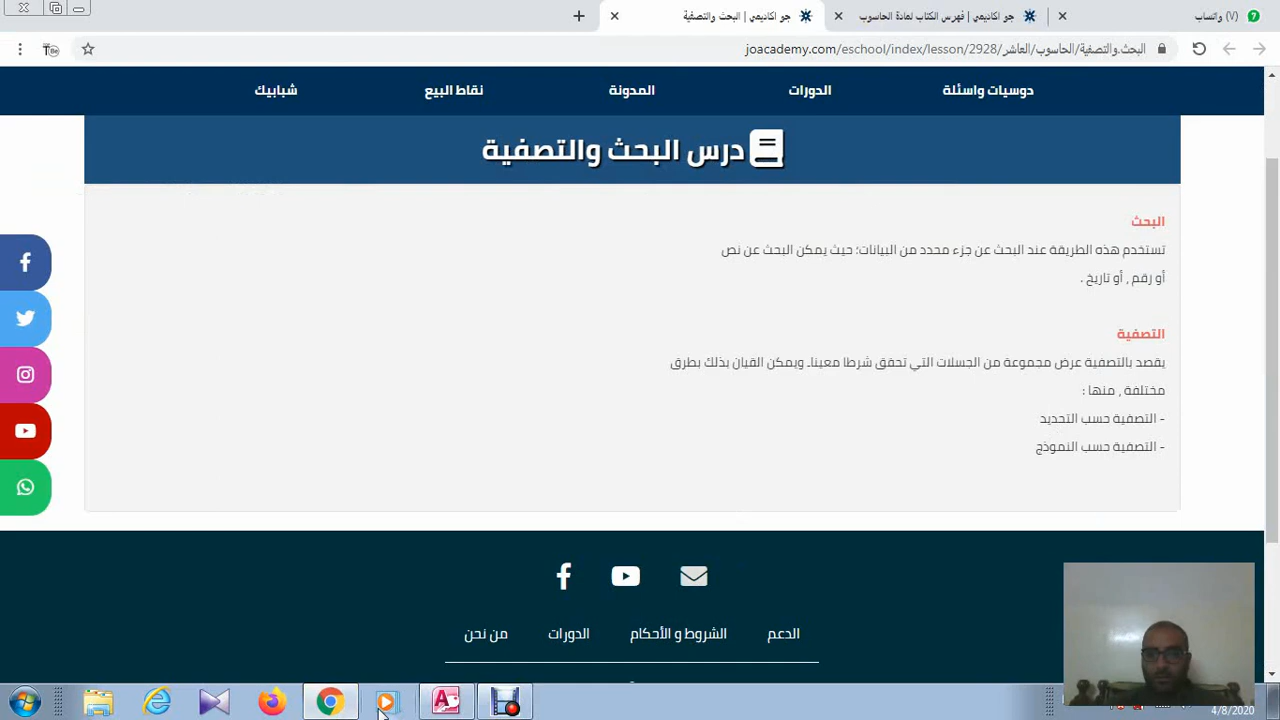 واتساب (٧)
جو اكاديمي | فهرس الكتاب لمادة الحاسوب
جو اكاديمي | البحث والتصفية
joacademy.com/eschool/index/lesson/2928/البحث.والتصفية/الحاسوب/العاشر
دوسيات واسئلة
الدورات
المدونة
نقاط البيع
شبابيك
درس البحث والتصفية
البحث
تستخدم هذه الطريقة عند البحث عن جزء محدد من البيانات؛ حيث يمكن البحث عن نص
أو رقم , أو تاريخ .
التصفية
يقصد بالتصفية عرض مجموعة من الجسلات التي تحقق شرطا معيناـ ويمكن القيان بذلك بطرق
مختلفة , منها :
- التصفية حسب التحديد
- التصفية حسب النموذج
الدعم
الشروط و الأحكام
الدورات
من نحن
4/8/2020